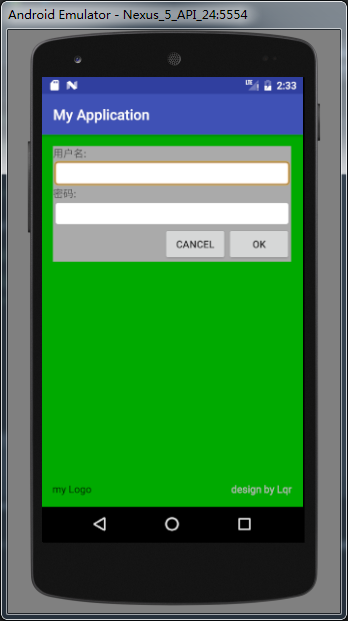 Android Emulator - Nexus_5_API_24:5554
LTE 2:33
My Application
用户名:
密码:
CANCEL OK
my Logo design by Lqr